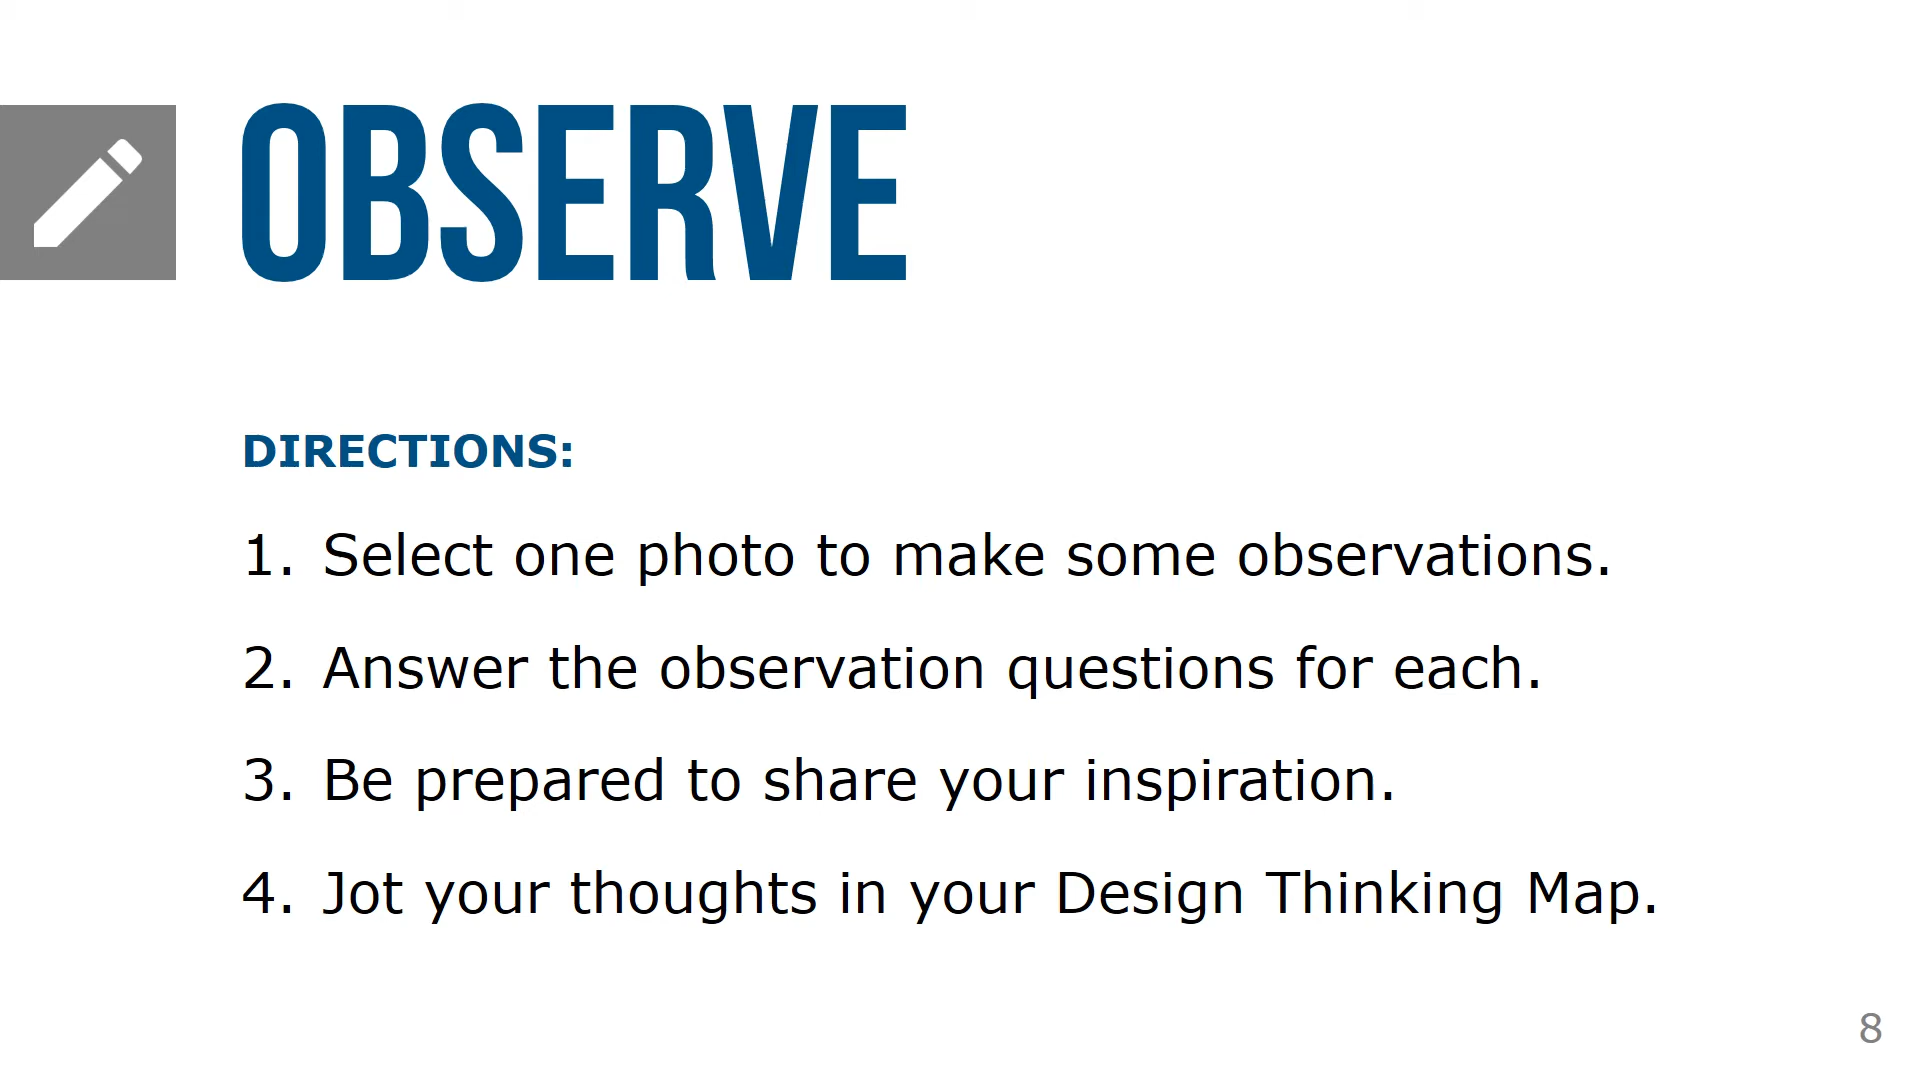 OBSERVE
DIRECTIONS:
1. Select one photo to make some observations.
2. Answer the observation questions for each.
3. Be prepared to share your inspiration.
4. Jot your thoughts in your Design Thinking Map.
8